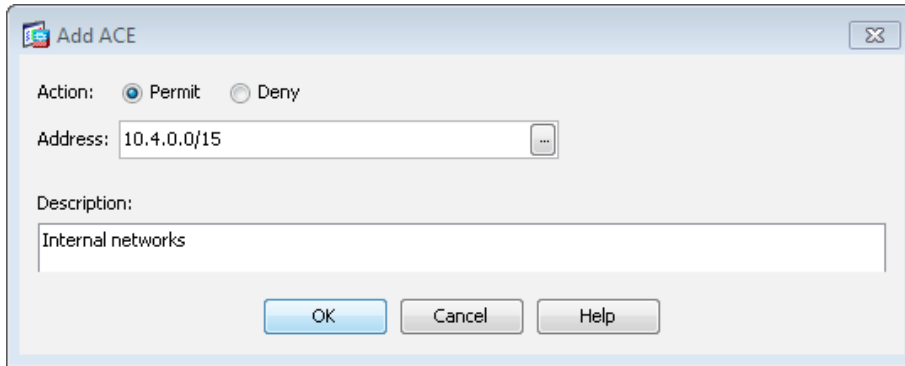 Add ACE
Action: Permit Deny
Address: 10.4.0.0/15 ...
Description:
Internal networks
OK Cancel Help